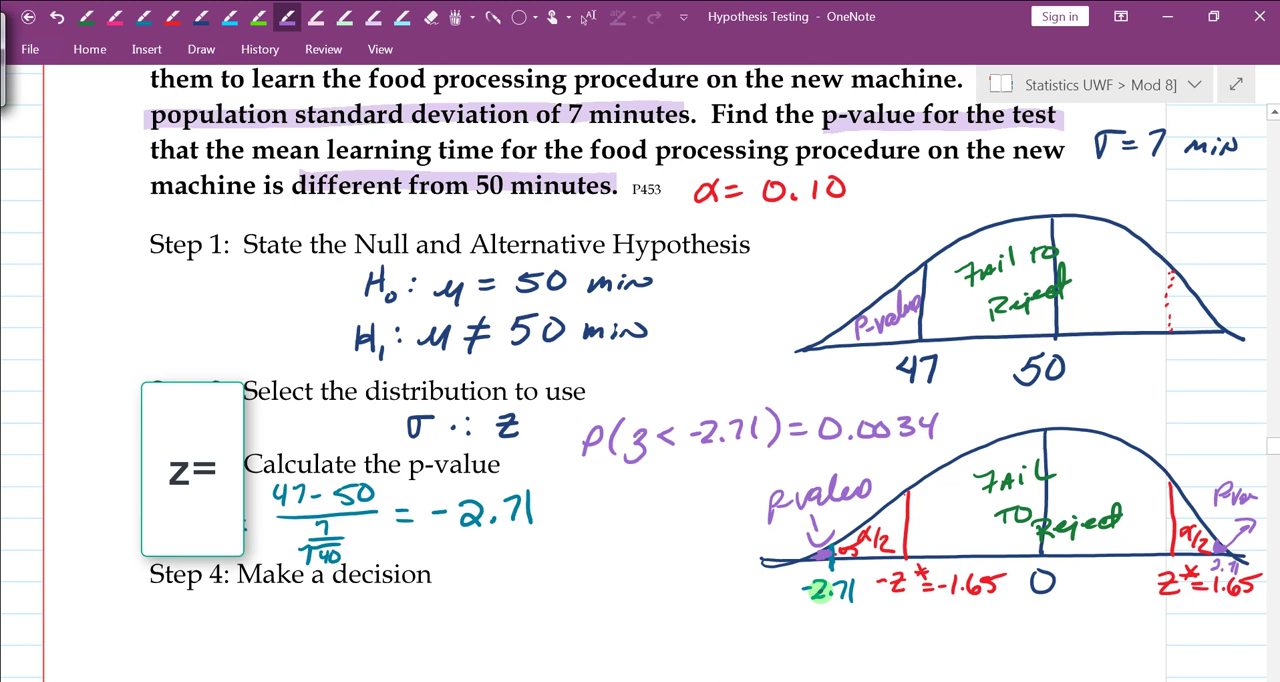 Hypothesis Testing – OneNote
Sign in
File Home Insert Draw History Review View
Statistics UWF > Mod 8]
them to learn the food processing procedure on the new machine.
population standard deviation of 7 minutes. Find the p-value for the test
that the mean learning time for the food processing procedure on the new
machine is different from 50 minutes. P453
σ = 7 min
α = 0.10
Step 1: State the Null and Alternative Hypothesis
H₀: μ = 50 min
H₁: μ ≠ 50 min
Fail To
Reject
P-value
47 50
Select the distribution to use
σ ∴ z
P(z < -2.71) = 0.0034
z=
Calculate the p-value
47 - 50
7
√40
= -2.71
Step 4: Make a decision
Pvalue
Fail
To Reject
α/2
α/2
-2.71 -z* = -1.65 0 z* = 1.65
2.71